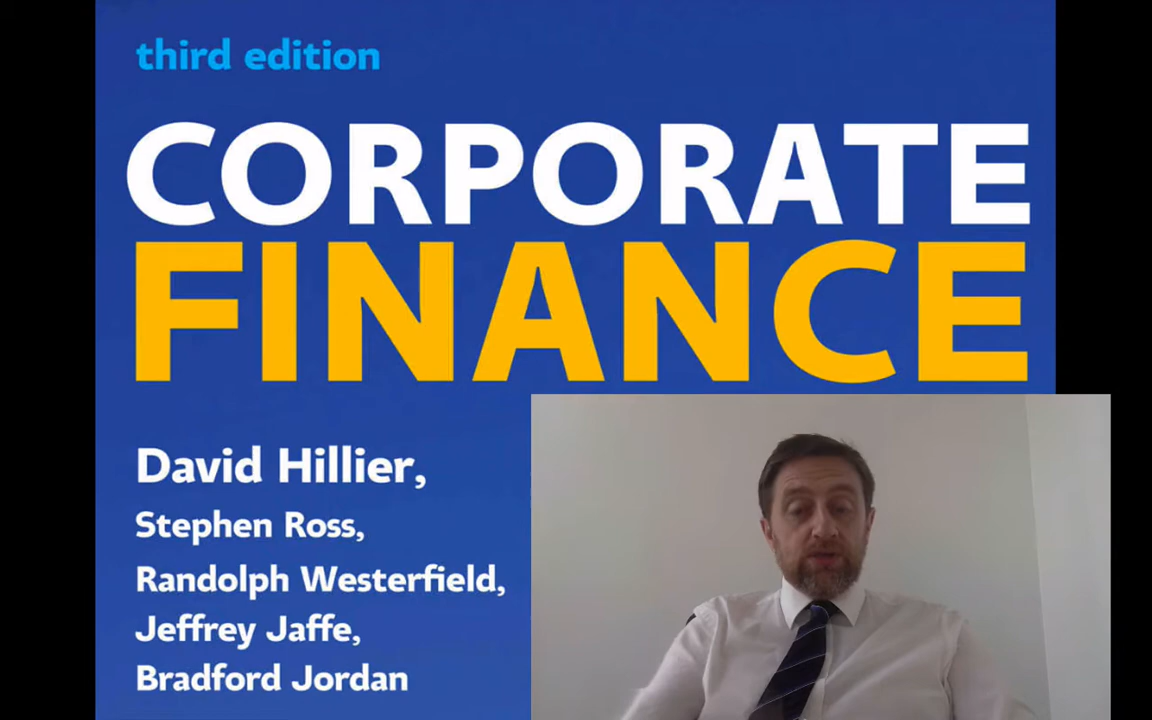 third edition
CORPORATE
FINANCE
David Hillier,
Stephen Ross,
Randolph Westerfield,
Jeffrey Jaffe,
Bradford Jordan